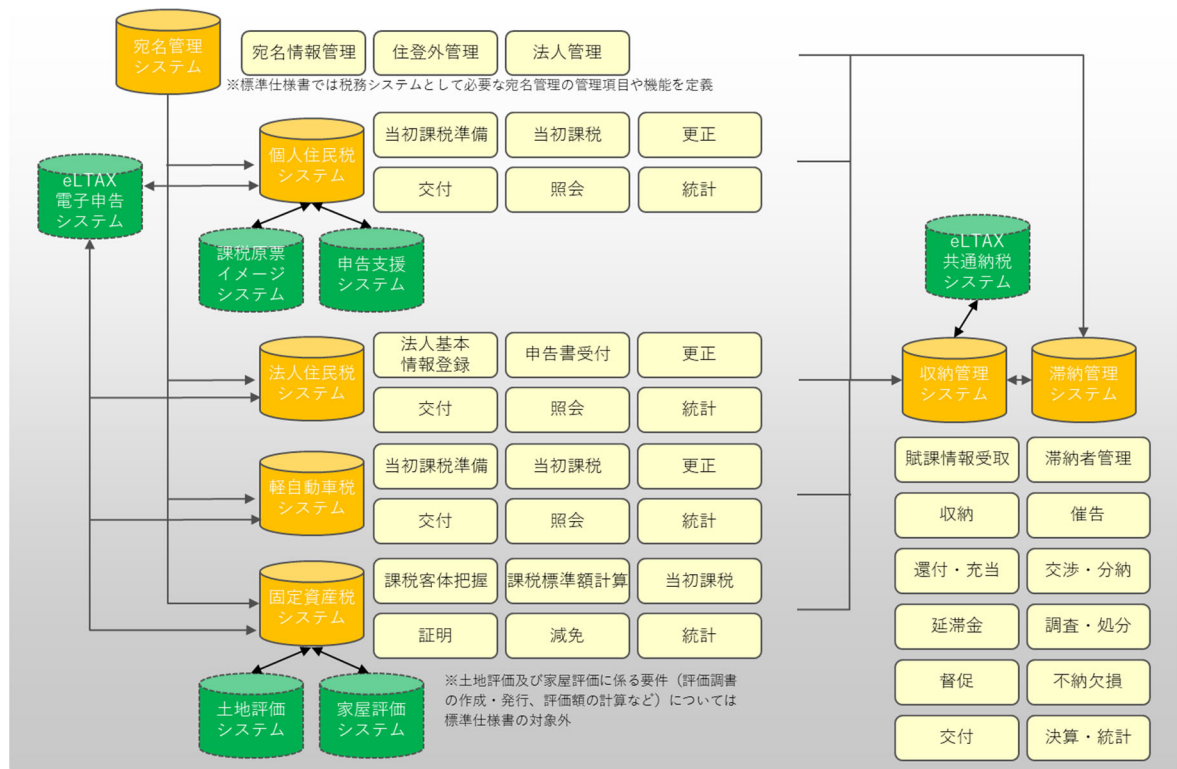 宛名管理
システム
宛名情報管理
住登外管理
法人管理
※標準仕様書では税務システムとして必要な宛名管理の管理項目や機能を定義
eLTAX
電子申告
システム
個人住民税
システム
当初課税準備
当初課税
更正
交付
照会
統計
課税原票
イメージ
システム
申告支援
システム
eLTAX
共通納税
システム
法人住民税
システム
法人基本
情報登録
申告書受付
更正
交付
照会
統計
収納管理
システム
滞納管理
システム
軽自動車税
システム
当初課税準備
当初課税
更正
交付
照会
統計
固定資産税
システム
課税客体把握
課税標準額計算
当初課税
証明
減免
統計
土地評価
システム
家屋評価
システム
※土地評価及び家屋評価に係る要件（評価調書
の作成・発行、評価額の計算など）については
標準仕様書の対象外
賦課情報受取
滞納者管理
収納
催告
還付・充当
交渉・分納
延滞金
調査・処分
督促
不納欠損
交付
決算・統計